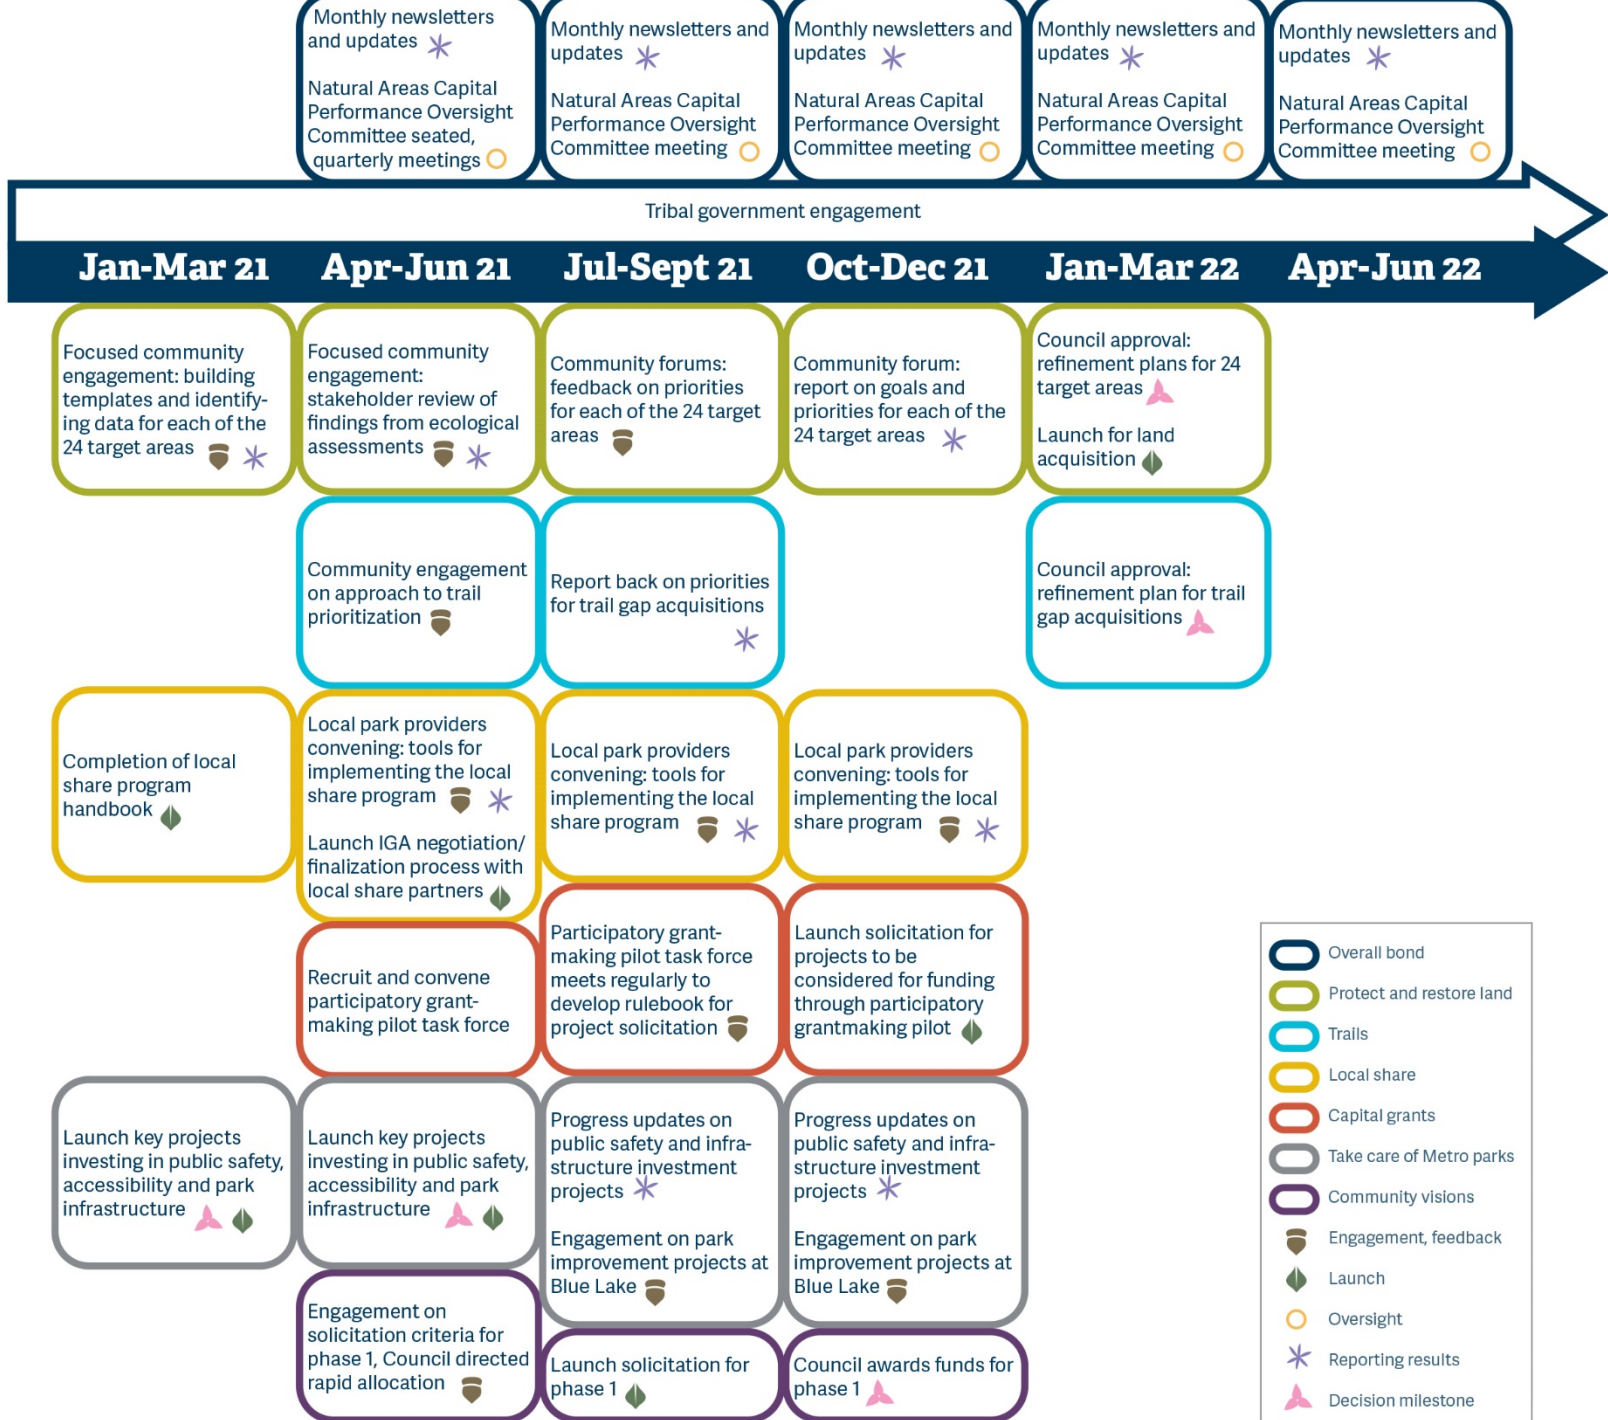 Monthly newsletters
and updates
Natural Areas Capital
Performance Oversight
Committee seated,
quarterly meetings
Monthly newsletters and
updates
Natural Areas Capital
Performance Oversight
Committee meeting
Monthly newsletters and
updates
Natural Areas Capital
Performance Oversight
Committee meeting
Monthly newsletters and
updates
Natural Areas Capital
Performance Oversight
Committee meeting
Monthly newsletters and
updates
Natural Areas Capital
Performance Oversight
Committee meeting
Tribal government engagement
Jan-Mar 21
Apr-Jun 21
Jul-Sept 21
Oct-Dec 21
Jan-Mar 22
Apr-Jun 22
Focused community
engagement: building
templates and identify-
ing data for each of the
24 target areas
Focused community
engagement:
stakeholder review of
findings from ecological
assessments
Community forums:
feedback on priorities
for each of the 24 target
areas
Community forum:
report on goals and
priorities for each of the
24 target areas
Council approval:
refinement plans for 24
target areas
Launch for land
acquisition
Community engagement
on approach to trail
prioritization
Report back on priorities
for trail gap acquisitions
Council approval:
refinement plan for trail
gap acquisitions
Completion of local
share program
handbook
Local park providers
convening: tools for
implementing the local
share program
Launch IGA negotiation/
finalization process with
local share partners
Local park providers
convening: tools for
implementing the local
share program
Local park providers
convening: tools for
implementing the local
share program
Recruit and convene
participatory grant-
making pilot task force
Participatory grant-
making pilot task force
meets regularly to
develop rulebook for
project solicitation
Launch solicitation for
projects to be
considered for funding
through participatory
grantmaking pilot
Launch key projects
investing in public safety,
accessibility and park
infrastructure
Launch key projects
investing in public safety,
accessibility and park
infrastructure
Progress updates on
public safety and infra-
structure investment
projects
Engagement on park
improvement projects at
Blue Lake
Progress updates on
public safety and infra-
structure investment
projects
Engagement on park
improvement projects at
Blue Lake
Engagement on
solicitation criteria for
phase 1, Council directed
rapid allocation
Launch solicitation for
phase 1
Council awards funds for
phase 1
Overall bond
Protect and restore land
Trails
Local share
Capital grants
Take care of Metro parks
Community visions
Engagement, feedback
Launch
Oversight
Reporting results
Decision milestone